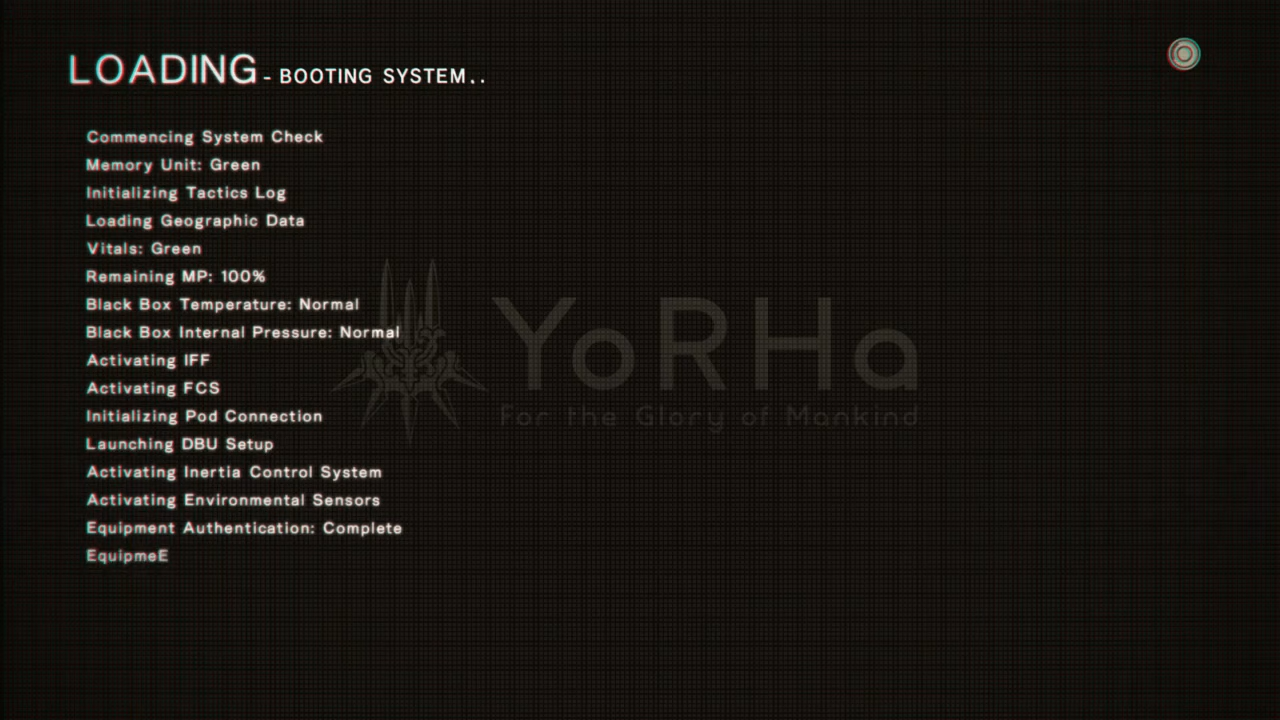 LOADING - BOOTING SYSTEM..
Commencing System Check
Memory Unit: Green
Initializing Tactics Log
Loading Geographic Data
Vitals: Green
Remaining MP: 100%
Black Box Temperature: Normal
Black Box Internal Pressure: Normal
Activating IFF
Activating FCS
Initializing Pod Connection
Launching DBU Setup
Activating Inertia Control System
Activating Environmental Sensors
Equipment Authentication: Complete
EquipmeE
YoRHa
For the Glory of Mankind